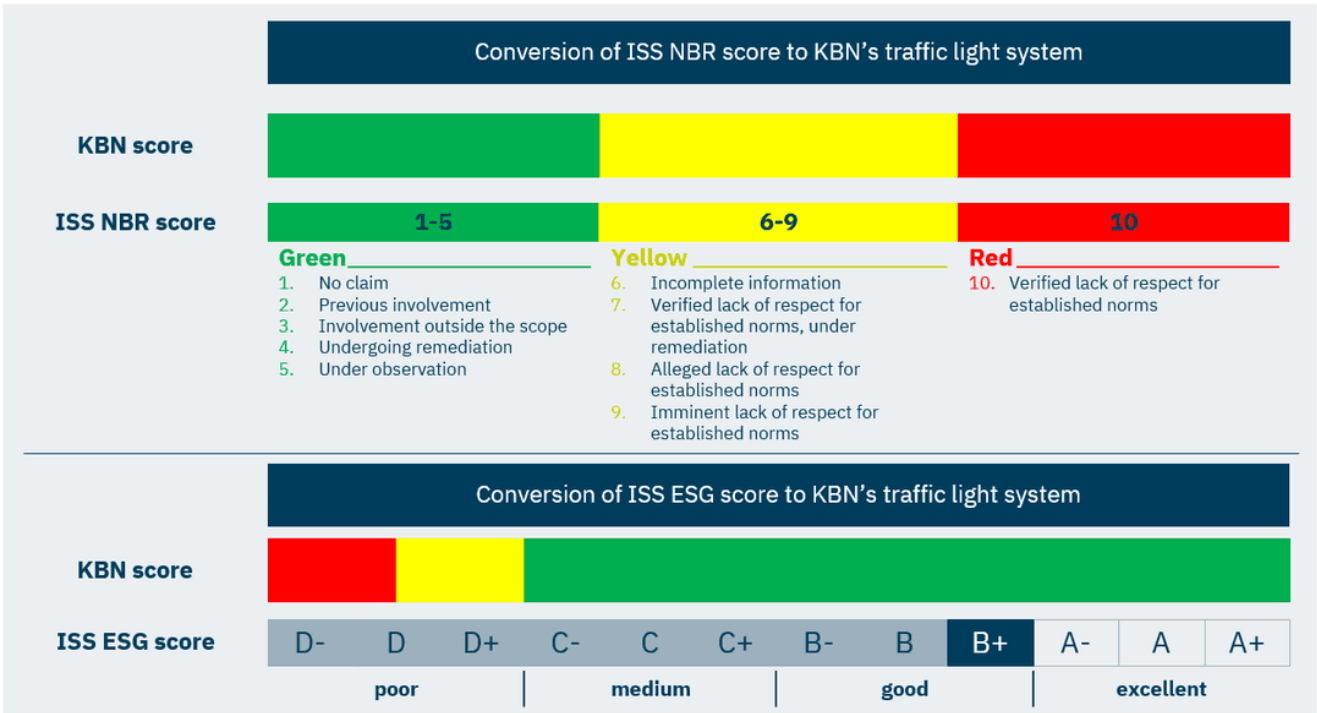 Conversion of ISS NBR score to KBN's traffic light system
KBN score
ISS NBR score
1-5
6-9
10
Green
1. No claim
2. Previous involvement
3. Involvement outside the scope
4. Undergoing remediation
5. Under observation
Yellow
6. Incomplete information
7. Verified lack of respect for
established norms, under
remediation
8. Alleged lack of respect for
established norms
9. Imminent lack of respect for
established norms
Red
10. Verified lack of respect for
established norms
Conversion of ISS ESG score to KBN's traffic light system
KBN score
ISS ESG score
D- D D+ C- C C+ B- B B+ A- A A+
poor medium good excellent